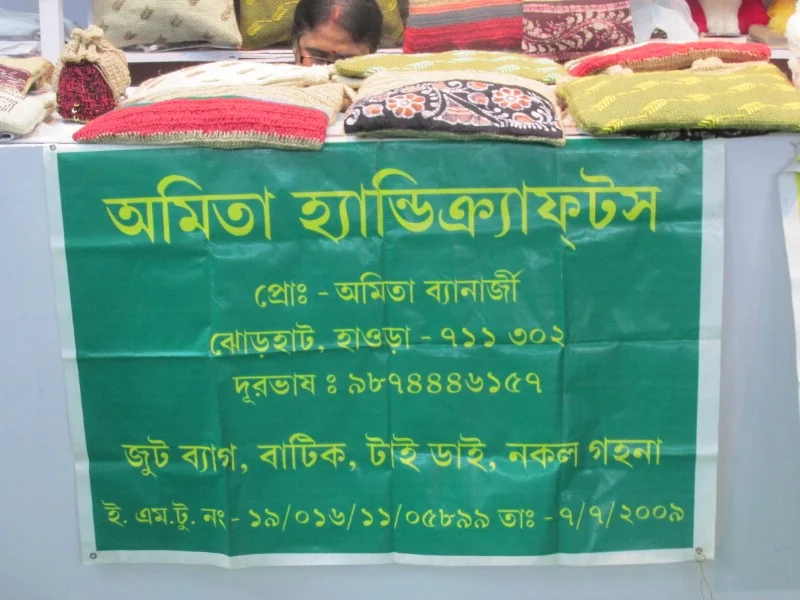 অমিতা হ্যান্ডিক্র্যাফ্টস
প্রোঃ - অমিতা ব্যানার্জী
ঝোড়হাট, হাওড়া - ৭১১ ৩০২
দূরভাষ ঃ ৯৮৭৪৪৪৬১৫৭
জুট ব্যাগ, বাটিক, টাই ডাই, নকল গহনা
ই. এম.টু. নং - ১৯/০১৬/১১/০৫৮৯৯ তাঃ - ৭/৭/২০০৯